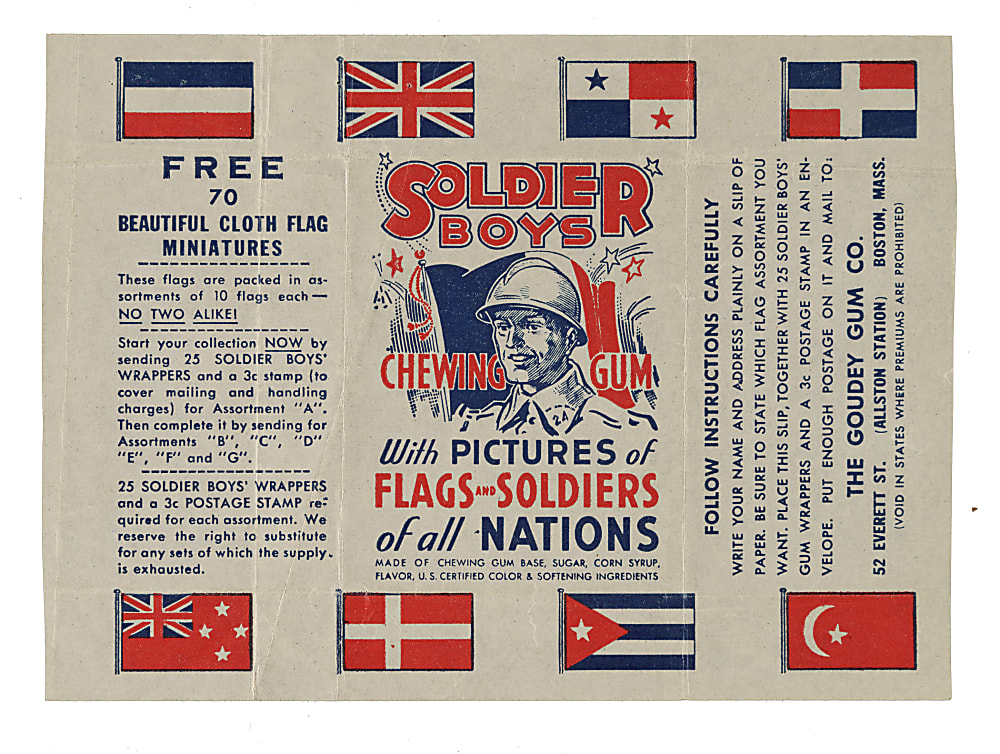 FREE
70
BEAUTIFUL CLOTH FLAG
MINIATURES
These flags are packed in as-
sortments of 10 flags each —
NO TWO ALIKE!
Start your collection NOW by
sending 25 SOLDIER BOYS'
WRAPPERS and a 3c stamp (to
cover mailing and handling
charges) for Assortment "A".
Then complete it by sending for
Assortments "B", "C", "D"
"E", "F" and "G".
25 SOLDIER BOYS' WRAPPERS
and a 3c POSTAGE STAMP re-
quired for each assortment. We
reserve the right to substitute
for any sets of which the supply
is exhausted.
SOLDIER
BOYS
CHEWING GUM
24
With PICTURES of
FLAGS AND SOLDIERS
of all NATIONS
MADE OF CHEWING GUM BASE, SUGAR, CORN SYRUP,
FLAVOR, U.S. CERTIFIED COLOR & SOFTENING INGREDIENTS
FOLLOW INSTRUCTIONS CAREFULLY
WRITE YOUR NAME AND ADDRESS PLAINLY ON A SLIP OF
PAPER. BE SURE TO STATE WHICH FLAG ASSORTMENT YOU
WANT. PLACE THIS SLIP, TOGETHER WITH 25 SOLDIER BOYS'
GUM WRAPPERS AND A 3c POSTAGE STAMP IN AN EN-
VELOPE. PUT ENOUGH POSTAGE ON IT AND MAIL TO:
THE GOUDEY GUM CO.
52 EVERETT ST. (ALLSTON STATION) BOSTON, MASS.
(VOID IN STATES WHERE PREMIUMS ARE PROHIBITED)